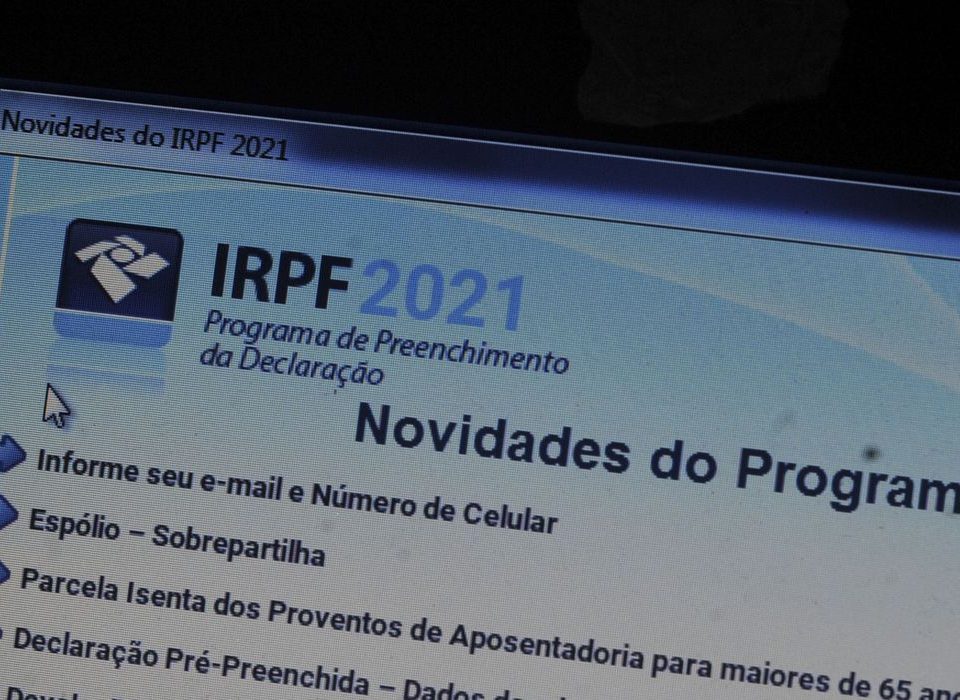 Novidades do IRPF 2021
IRPF 2021
Programa de Preenchimento
da Declaração
Novidades do Program
Informe seu e-mail e Número de Celular
Espólio – Sobrepartilha
Parcela Isenta dos Proventos de Aposentadoria para maiores de 65 ano
Declaração Pré-Preenchida – Dados